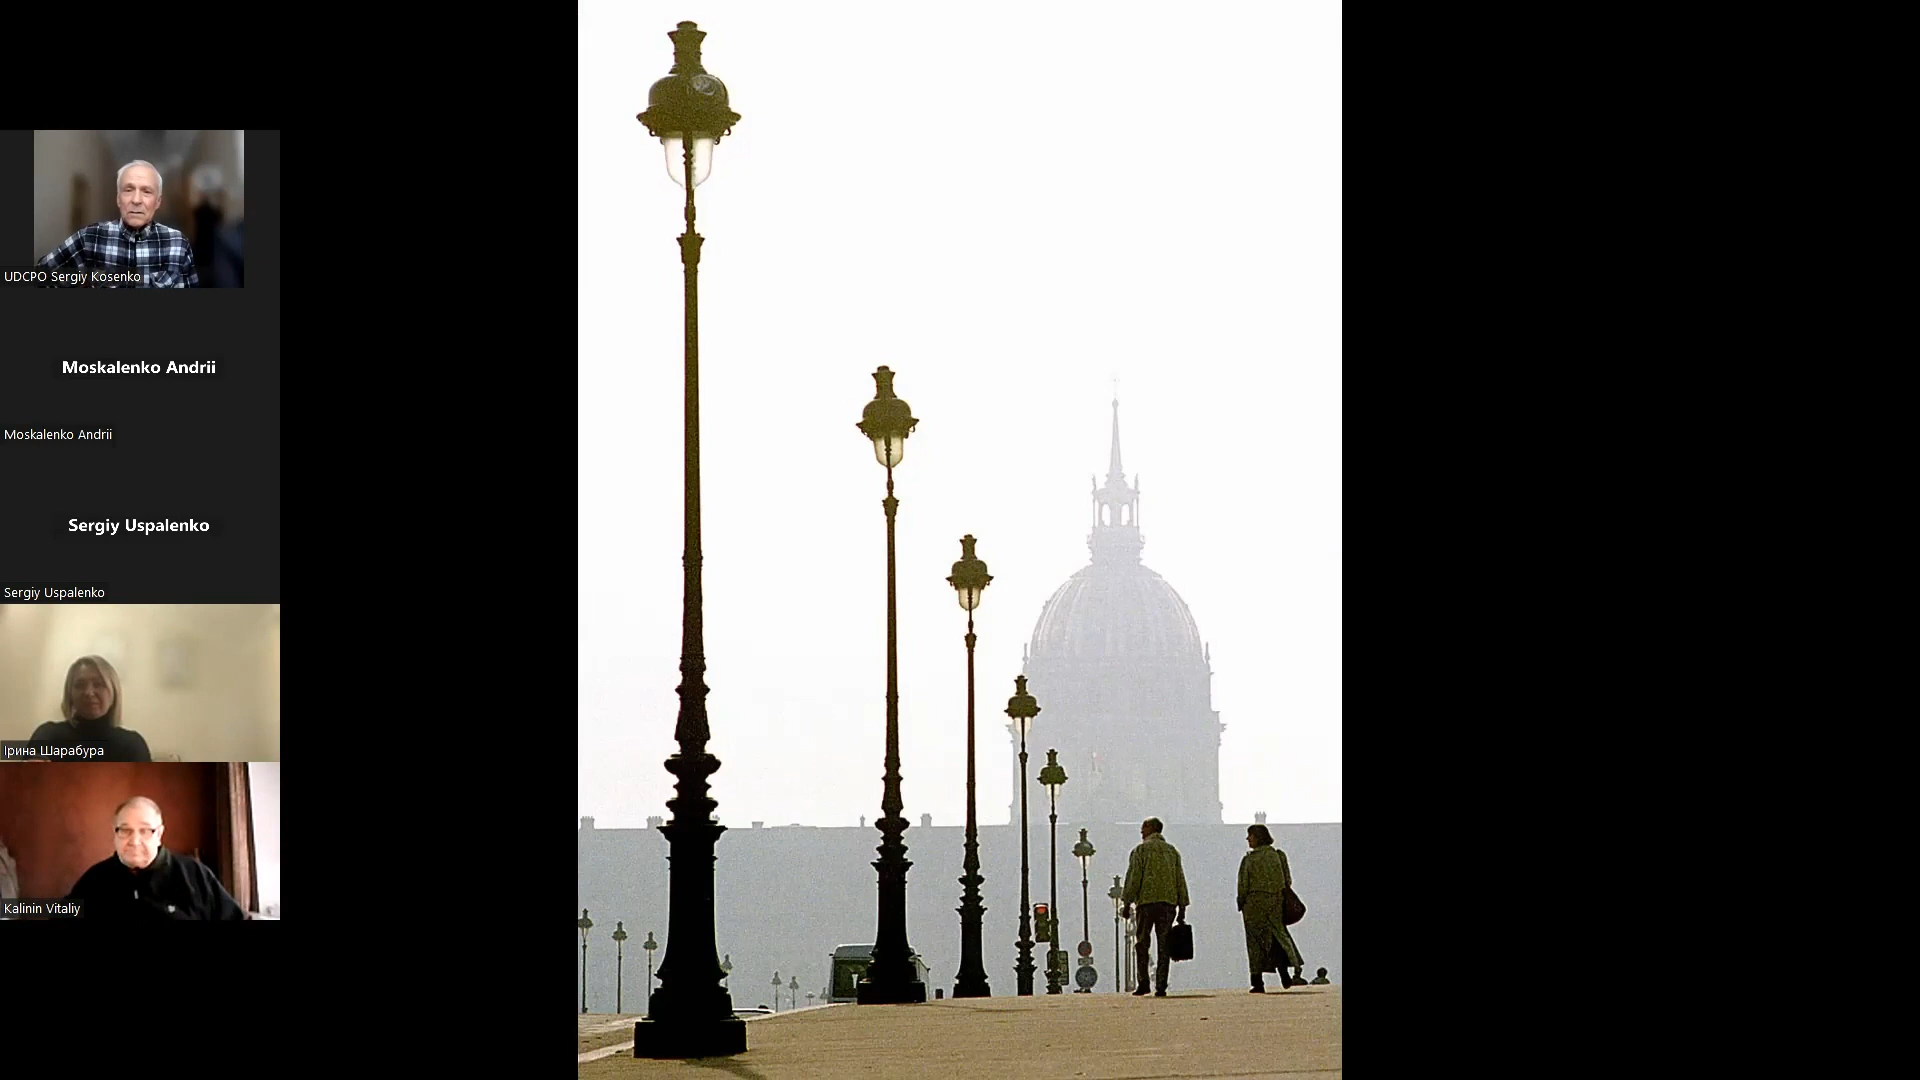 UDCPO Sergiy Kosenko
Moskalenko Andrii
Moskalenko Andrii
Sergiy Uspalenko
Sergiy Uspalenko
Ірина Шарабура
Kalinin Vitaliy